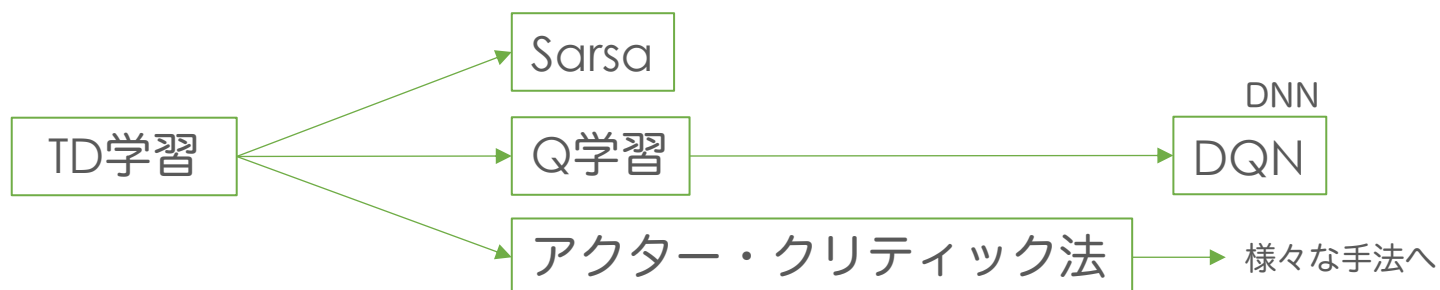 Sarsa
DNN
TD学習
Q学習
DQN
アクター・クリティック法
様々な手法へ